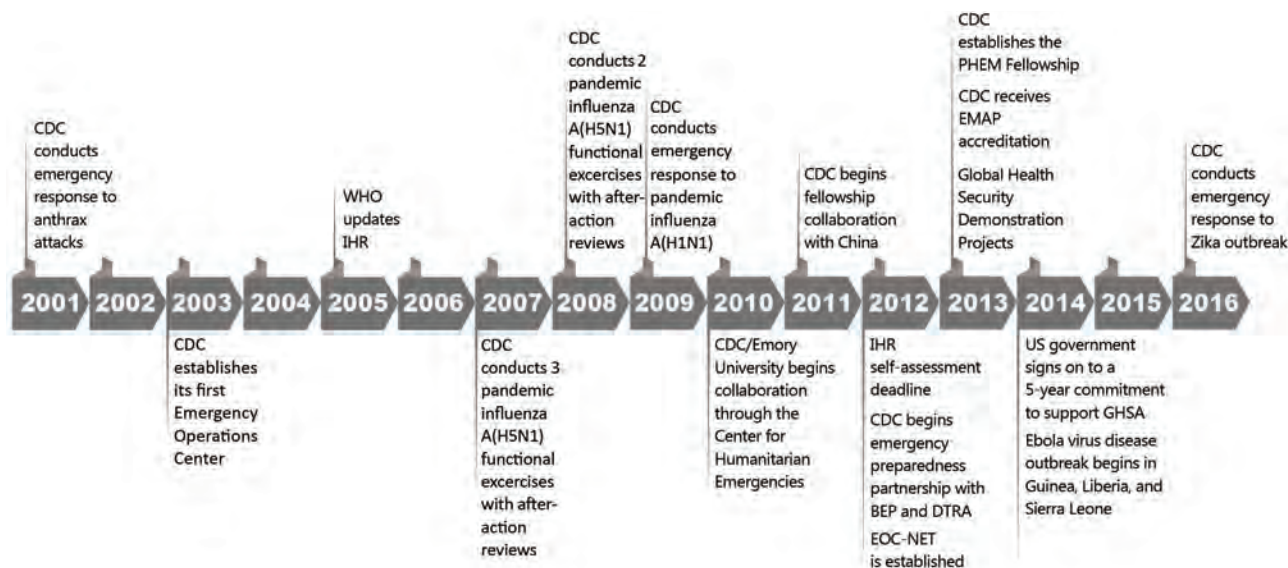 CDC
conducts
emergency
response to
anthrax
attacks
WHO
updates
IHR
CDC
conducts 2
pandemic
influenza
A(H5N1)
functional
excercises
with after-
action
reviews
CDC
conducts
emergency
response to
pandemic
influenza
A(H1N1)
CDC begins
fellowship
collaboration
with China
CDC
establishes the
PHEM Fellowship
CDC receives
EMAP
accreditation
Global Health
Security
Demonstration
Projects
CDC
conducts
emergency
response to
Zika outbreak
2001 2002 2003 2004 2005 2006 2007 2008 2009 2010 2011 2012 2013 2014 2015 2016
CDC
establishes
its first
Emergency
Operations
Center
CDC
conducts 3
pandemic
influenza
A(H5N1)
functional
excercises
with after-
action
reviews
CDC/Emory
University begins
collaboration
through the
Center for
Humanitarian
Emergencies
IHR
self-assessment
deadline
CDC begins
emergency
preparedness
partnership with
BEP and DTRA
EOC-NET
is established
US government
signs on to a
5-year commitment
to support GHSA
Ebola virus disease
outbreak begins in
Guinea, Liberia, and
Sierra Leone